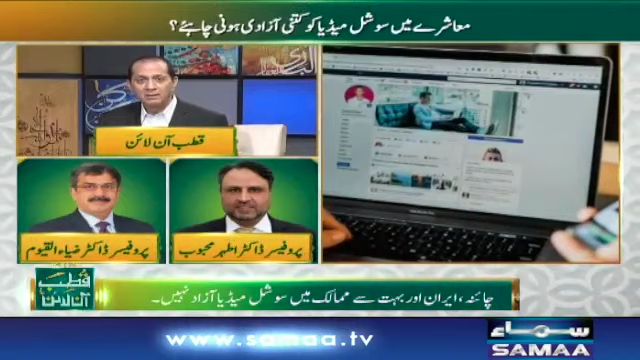 معاشرے میں سوشل میڈیا کو کتنی آزادی ہونی چاہئے؟
قطب آن لائن
پروفیسر ڈاکٹر اطہر محبوب
پروفیسر ڈاکٹر ضیاء القیوم
قطب
آن لائن
چائنہ، ایران اور بہت سے ممالک میں سوشل میڈیا آزاد نہیں۔
www.samaa.tv
سماء
SAMAA